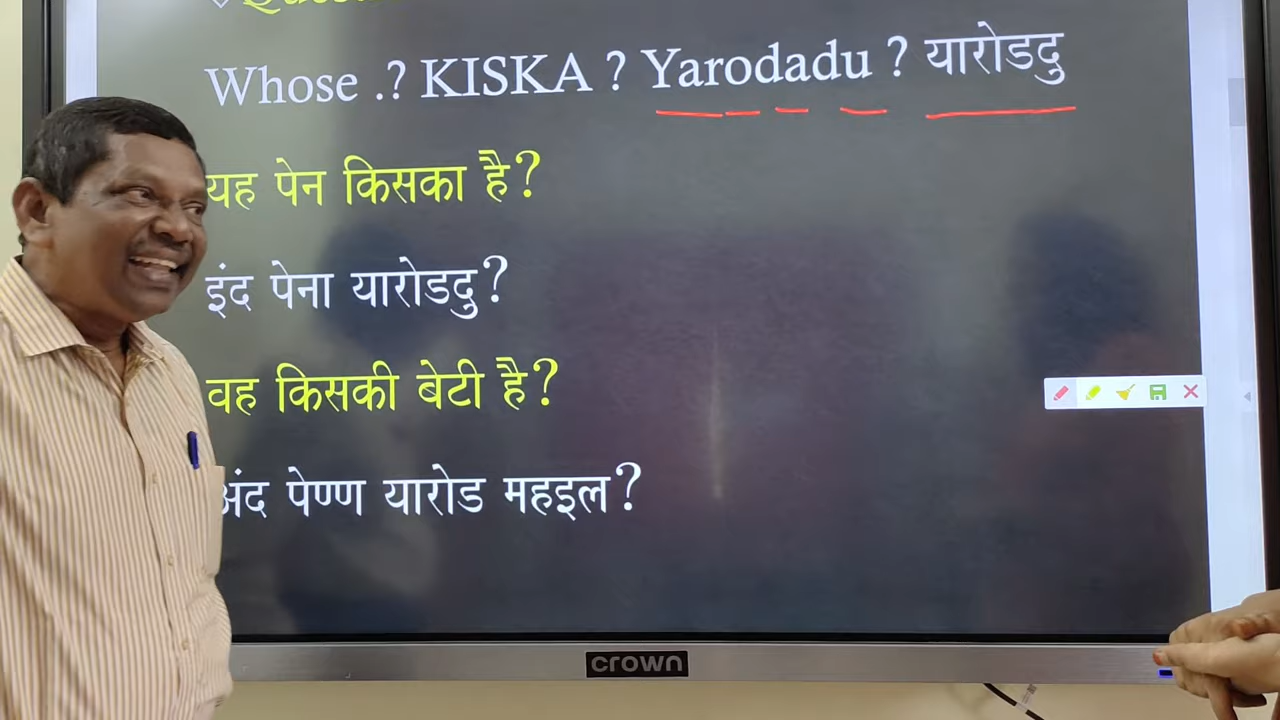 Whose .? KISKA ? Yarodadu ? यारोडदु
यह पेन किसका है?
इंद पेना यारोडदु?
वह किसकी बेटी है?
अंद पेण्ण यारोड महइल?
crown